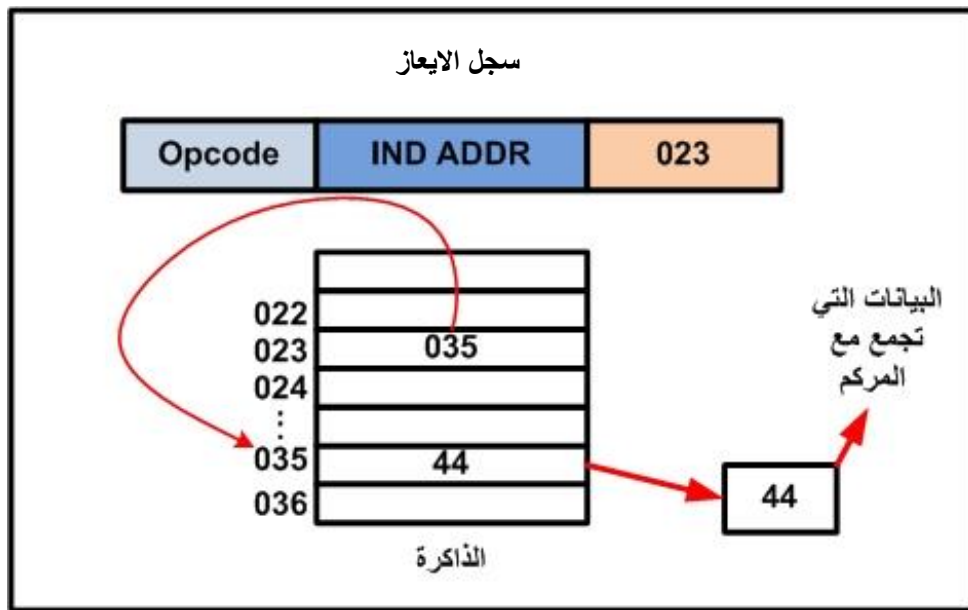 سجل الايعاز
Opcode IND ADDR 023
022
023 035
024
⋮
035 44
036
الذاكرة
البيانات التي
تجمع مع
المركم
44